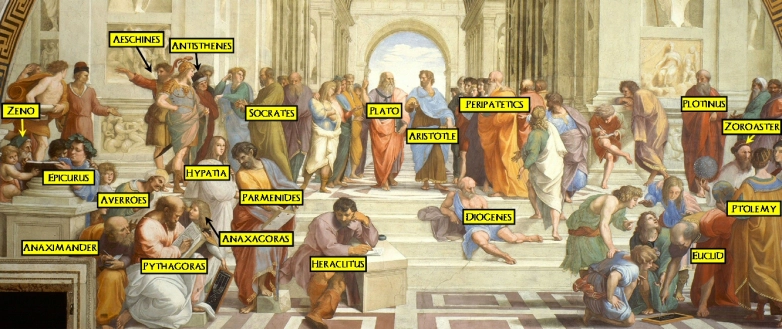 AESCHINES
ANTISTHENES
ZENO
SOCRATES
PLATO
PERIPATETICS
PLOTINUS
ZOROASTER
ARISTOTLE
EPICURUS
HYPATIA
AVERROES
PARMENIDES
PTOLEMY
DIOGENES
ANAXIMANDER
ANAXAGORAS
PYTHAGORAS
HERACLITUS
EUCLID